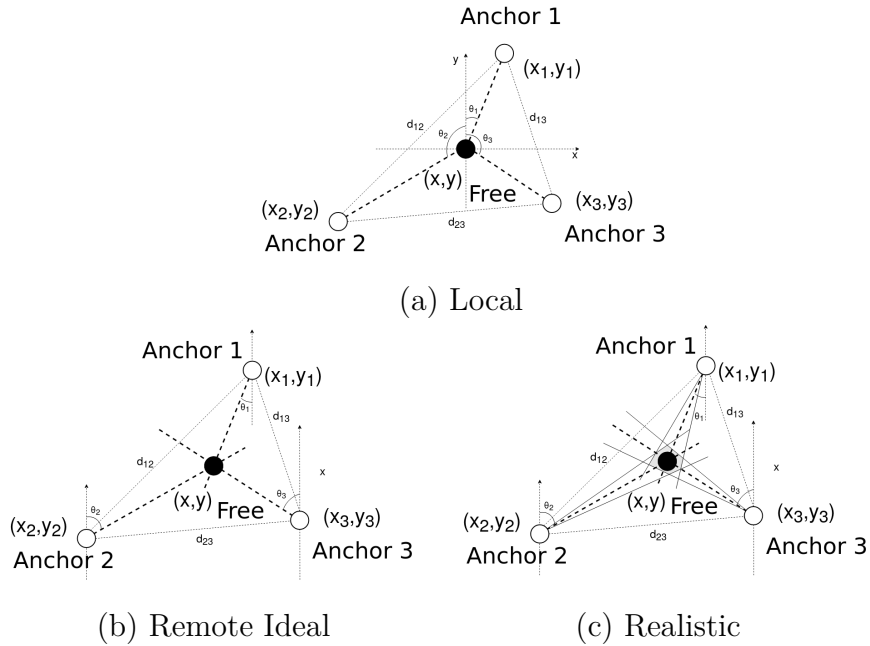 Anchor 1
y
(x1,y1)
θ1
d12
d13
θ2
θ3
x
(x,y)
Free
(x2,y2)
(x3,y3)
d23
Anchor 2
Anchor 3
(a) Local
Anchor 1
(x1,y1)
θ1
d13
d12
x
θ2
θ3
(x,y)
Free
(x2,y2)
(x3,y3)
d23
Anchor 2
Anchor 3
(b) Remote Ideal
Anchor 1
(x1,y1)
θ1
d13
d12
x
θ2
θ3
(x,y)
Free
(x2,y2)
(x3,y3)
d23
Anchor 2
Anchor 3
(c) Realistic